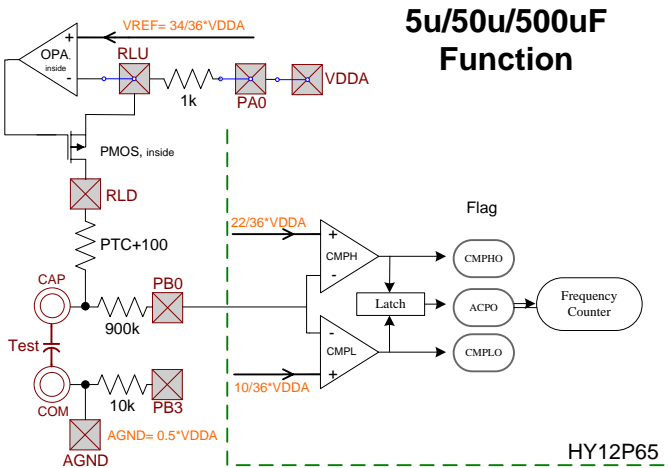 5u/50u/500uF
Function
VREF= 34/36*VDDA
+
OPA,
inside
-
RLU
1k
PA0
VDDA
PMOS, inside
RLD
PTC+100
CAP
900k
PB0
Test
COM
10k
PB3
AGND= 0.5*VDDA
AGND
22/36*VDDA
+
CMPH
-
-
CMPL
+
10/36*VDDA
Latch
Flag
CMPHO
ACPO
CMPLO
Frequency
Counter
HY12P65